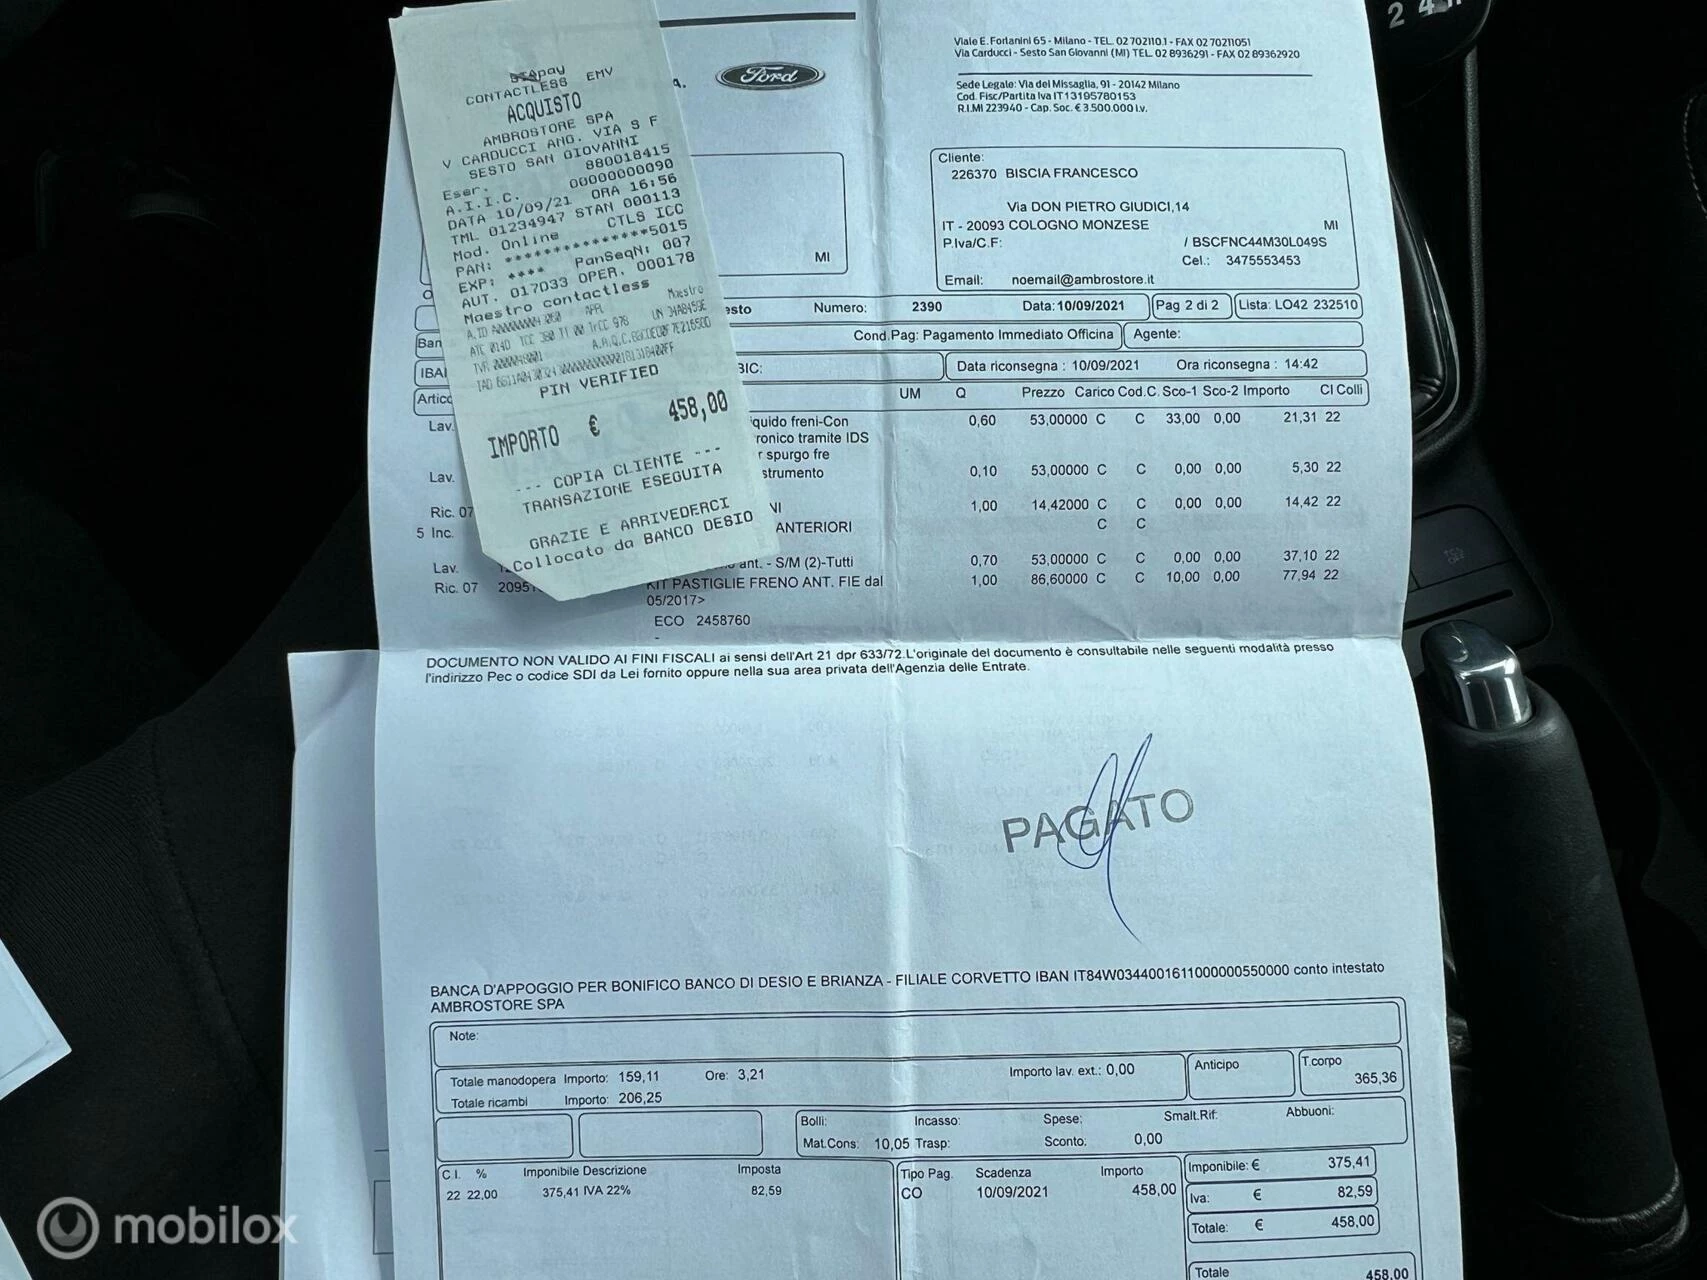 2 4
BTApay
CONTACTLESS EMV
ACQUISTO
AMBROSTORE SPA
V CARDUCCI ANG. VIA S F
SESTO SAN GIOVANNI
Eser. 880018415
A.I.I.C. 00000000090
DATA 10/09/21 ORA 16:56
TML 01234947 STAN 000113
Mod. Online CTLS ICC
PAN: ************5015
EXP: **** PanSeqN: 007
AUT. 017033 OPER. 000178
Maestro contactless
APPL Maestro
PIN VERIFIED
IMPORTO € 458,00
--- COPIA CLIENTE ---
TRANSAZIONE ESEGUITA
GRAZIE E ARRIVEDERCI
Collocato da BANCO DESIO
a.
Ford
Viale E. Forlanini 65 - Milano - TEL. 02 702110.1 - FAX 02 70211051
Via Carducci - Sesto San Giovanni (MI) TEL. 02 8936291 - FAX 02 89362920
Sede Legale: Via dei Missaglia, 91 - 20142 Milano
Cod. Fisc/Partita Iva IT13195780153
R.I.MI 223940 - Cap. Soc. € 3.500.000 i.v.
MI
Cliente:
226370 BISCIA FRANCESCO
Via DON PIETRO GIUDICI,14
IT - 20093 COLOGNO MONZESE MI
P.Iva/C.F: / BSCFNC44M30L049S
Cel.: 3475553453
Email: noemail@ambrostore.it
esto Numero: 2390 Data: 10/09/2021 Pag 2 di 2 Lista: LO42 232510
Ban Cond.Pag: Pagamento Immediato Officina Agente:
IBA BIC: Data riconsegna : 10/09/2021 Ora riconsegna : 14:42
Artico UM Q Prezzo Carico Cod.C. Sco-1 Sco-2 Importo CI Colli
Lav. iquido freni-Con 0,60 53,00000 C C 33,00 0,00 21,31 22
ronico tramite IDS
r spurgo fre
Lav. strumento 0,10 53,00000 C C 0,00 0,00 5,30 22
Ric. 07 NI 1,00 14,42000 C C 0,00 0,00 14,42 22
5 Inc. ANTERIORI C C
Lav. ant. - S/M (2)-Tutti 0,70 53,00000 C C 0,00 0,00 37,10 22
Ric. 07 2095 KIT PASTIGLIE FRENO ANT. FIE dal 1,00 86,60000 C C 10,00 0,00 77,94 22
05/2017>
ECO 2458760
-
DOCUMENTO NON VALIDO AI FINI FISCALI ai sensi dell'Art 21 dpr 633/72.L'originale del documento è consultabile nelle seguenti modalità presso
l'indirizzo Pec o codice SDI da Lei fornito oppure nella sua area privata dell'Agenzia delle Entrate.
PAGATO
BANCA D'APPOGGIO PER BONIFICO BANCO DI DESIO E BRIANZA - FILIALE CORVETTO IBAN IT84W0344001611000000550000 conto intestato
AMBROSTORE SPA
Note:
Totale manodopera Importo: 159,11 Ore: 3,21 Importo lav. ext.: 0,00 Anticipo T.corpo
365,36
Totale ricambi Importo: 206,25
Bolli: Incasso: Spese: Smalt.Rif: Abbuoni:
Mat.Cons: 10,05 Trasp: Sconto: 0,00
C.I. % Imponibile Descrizione Imposta
22 22,00 375,41 IVA 22% 82,59
Tipo Pag. Scadenza Importo
CO 10/09/2021 458,00
Imponibile: € 375,41
Iva: € 82,59
Totale: € 458,00
Totale 458,00
mobilox